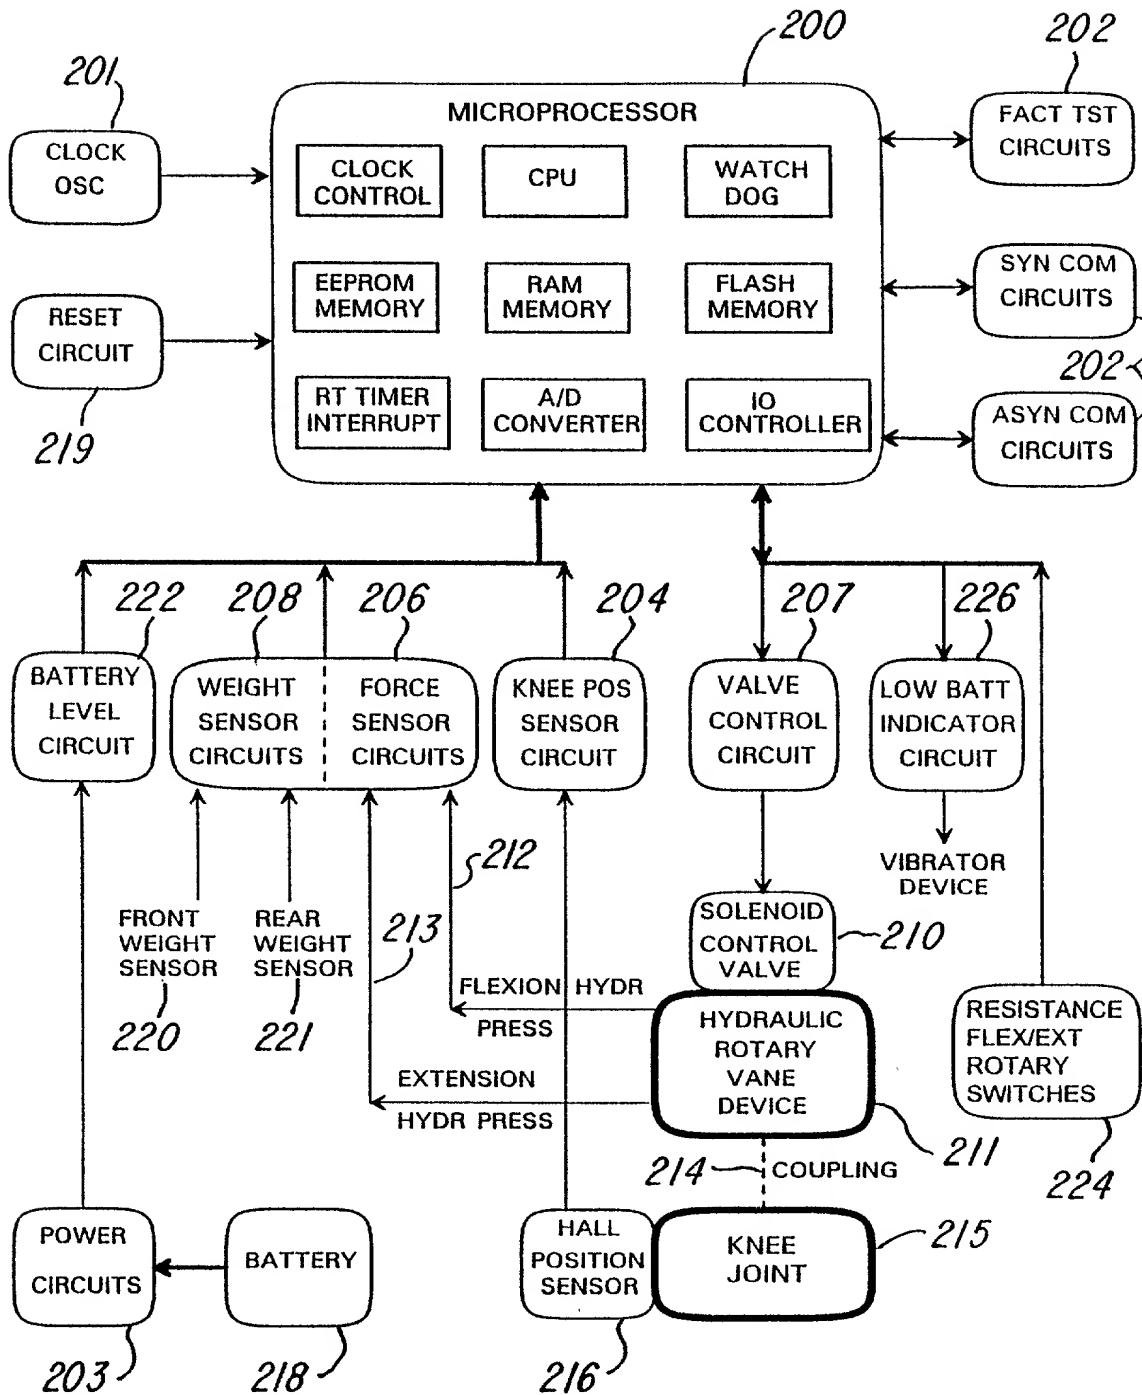 200
202
201
MICROPROCESSOR
FACT TST
CIRCUITS
CLOCK
OSC
CLOCK
CONTROL
CPU
WATCH
DOG
SYN COM
CIRCUITS
EEPROM
MEMORY
RAM
MEMORY
FLASH
MEMORY
RESET
CIRCUIT
202
RT TIMER
INTERRUPT
A/D
CONVERTER
IO
CONTROLLER
ASYN COM
CIRCUITS
219
222
208
206
204
207
226
BATTERY
LEVEL
CIRCUIT
WEIGHT
SENSOR
CIRCUITS
FORCE
SENSOR
CIRCUITS
KNEE POS
SENSOR
CIRCUIT
VALVE
CONTROL
CIRCUIT
LOW BATT
INDICATOR
CIRCUIT
212
VIBRATOR
DEVICE
FRONT
WEIGHT
SENSOR
REAR
WEIGHT
SENSOR
213
SOLENOID
CONTROL
VALVE
210
220
221
FLEXION HYDR
PRESS
HYDRAULIC
ROTARY
VANE
DEVICE
RESISTANCE
FLEX/EXT
ROTARY
SWITCHES
EXTENSION
HYDR PRESS
211
214
COUPLING
224
POWER
CIRCUITS
BATTERY
HALL
POSITION
SENSOR
KNEE
JOINT
215
203
218
216